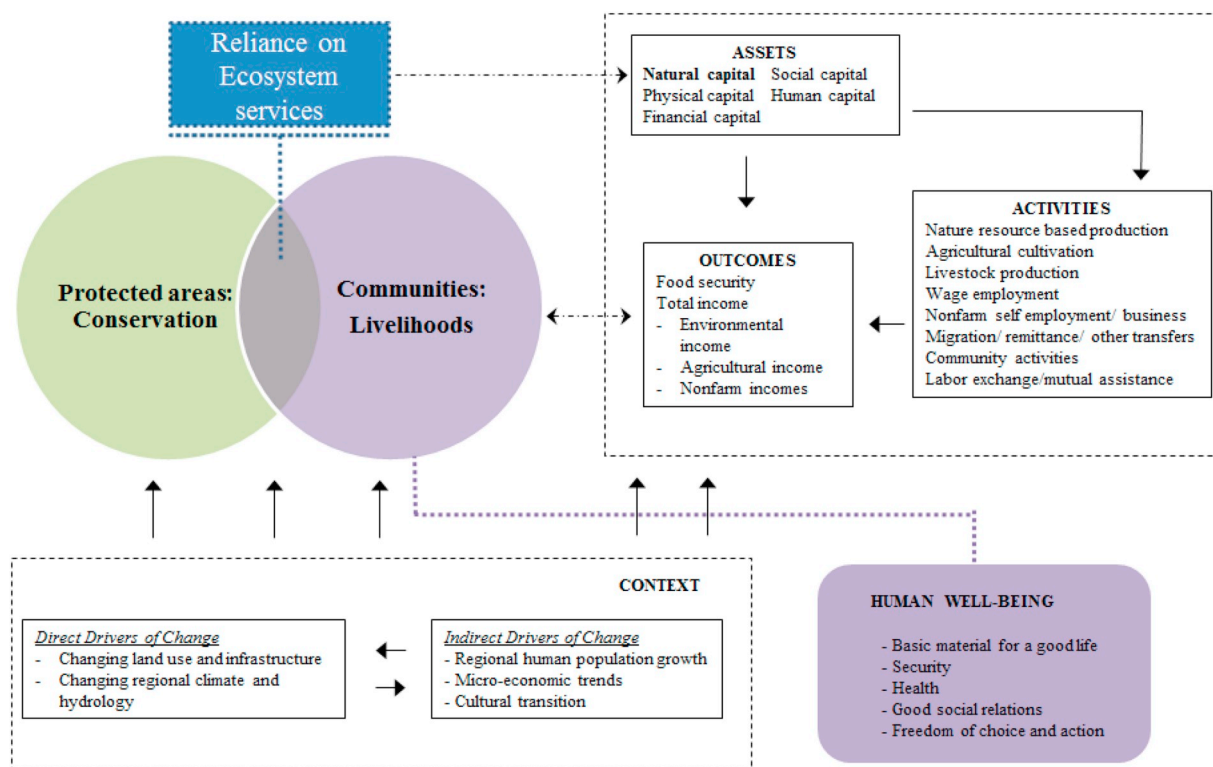 Reliance on
Ecosystem
services
ASSETS
Natural capital Social capital
Physical capital Human capital
Financial capital
ACTIVITIES
Nature resource based production
Agricultural cultivation
Livestock production
Wage employment
Nonfarm self employment/ business
Migration/ remittance/ other transfers
Community activities
Labor exchange/mutual assistance
OUTCOMES
Food security
Total income
- Environmental
income
- Agricultural income
- Nonfarm incomes
Protected areas:
Conservation
Communities:
Livelihoods
CONTEXT
Direct Drivers of Change
- Changing land use and infrastructure
- Changing regional climate and
hydrology
Indirect Drivers of Change
- Regional human population growth
- Micro-economic trends
- Cultural transition
HUMAN WELL-BEING
- Basic material for a good life
- Security
- Health
- Good social relations
- Freedom of choice and action